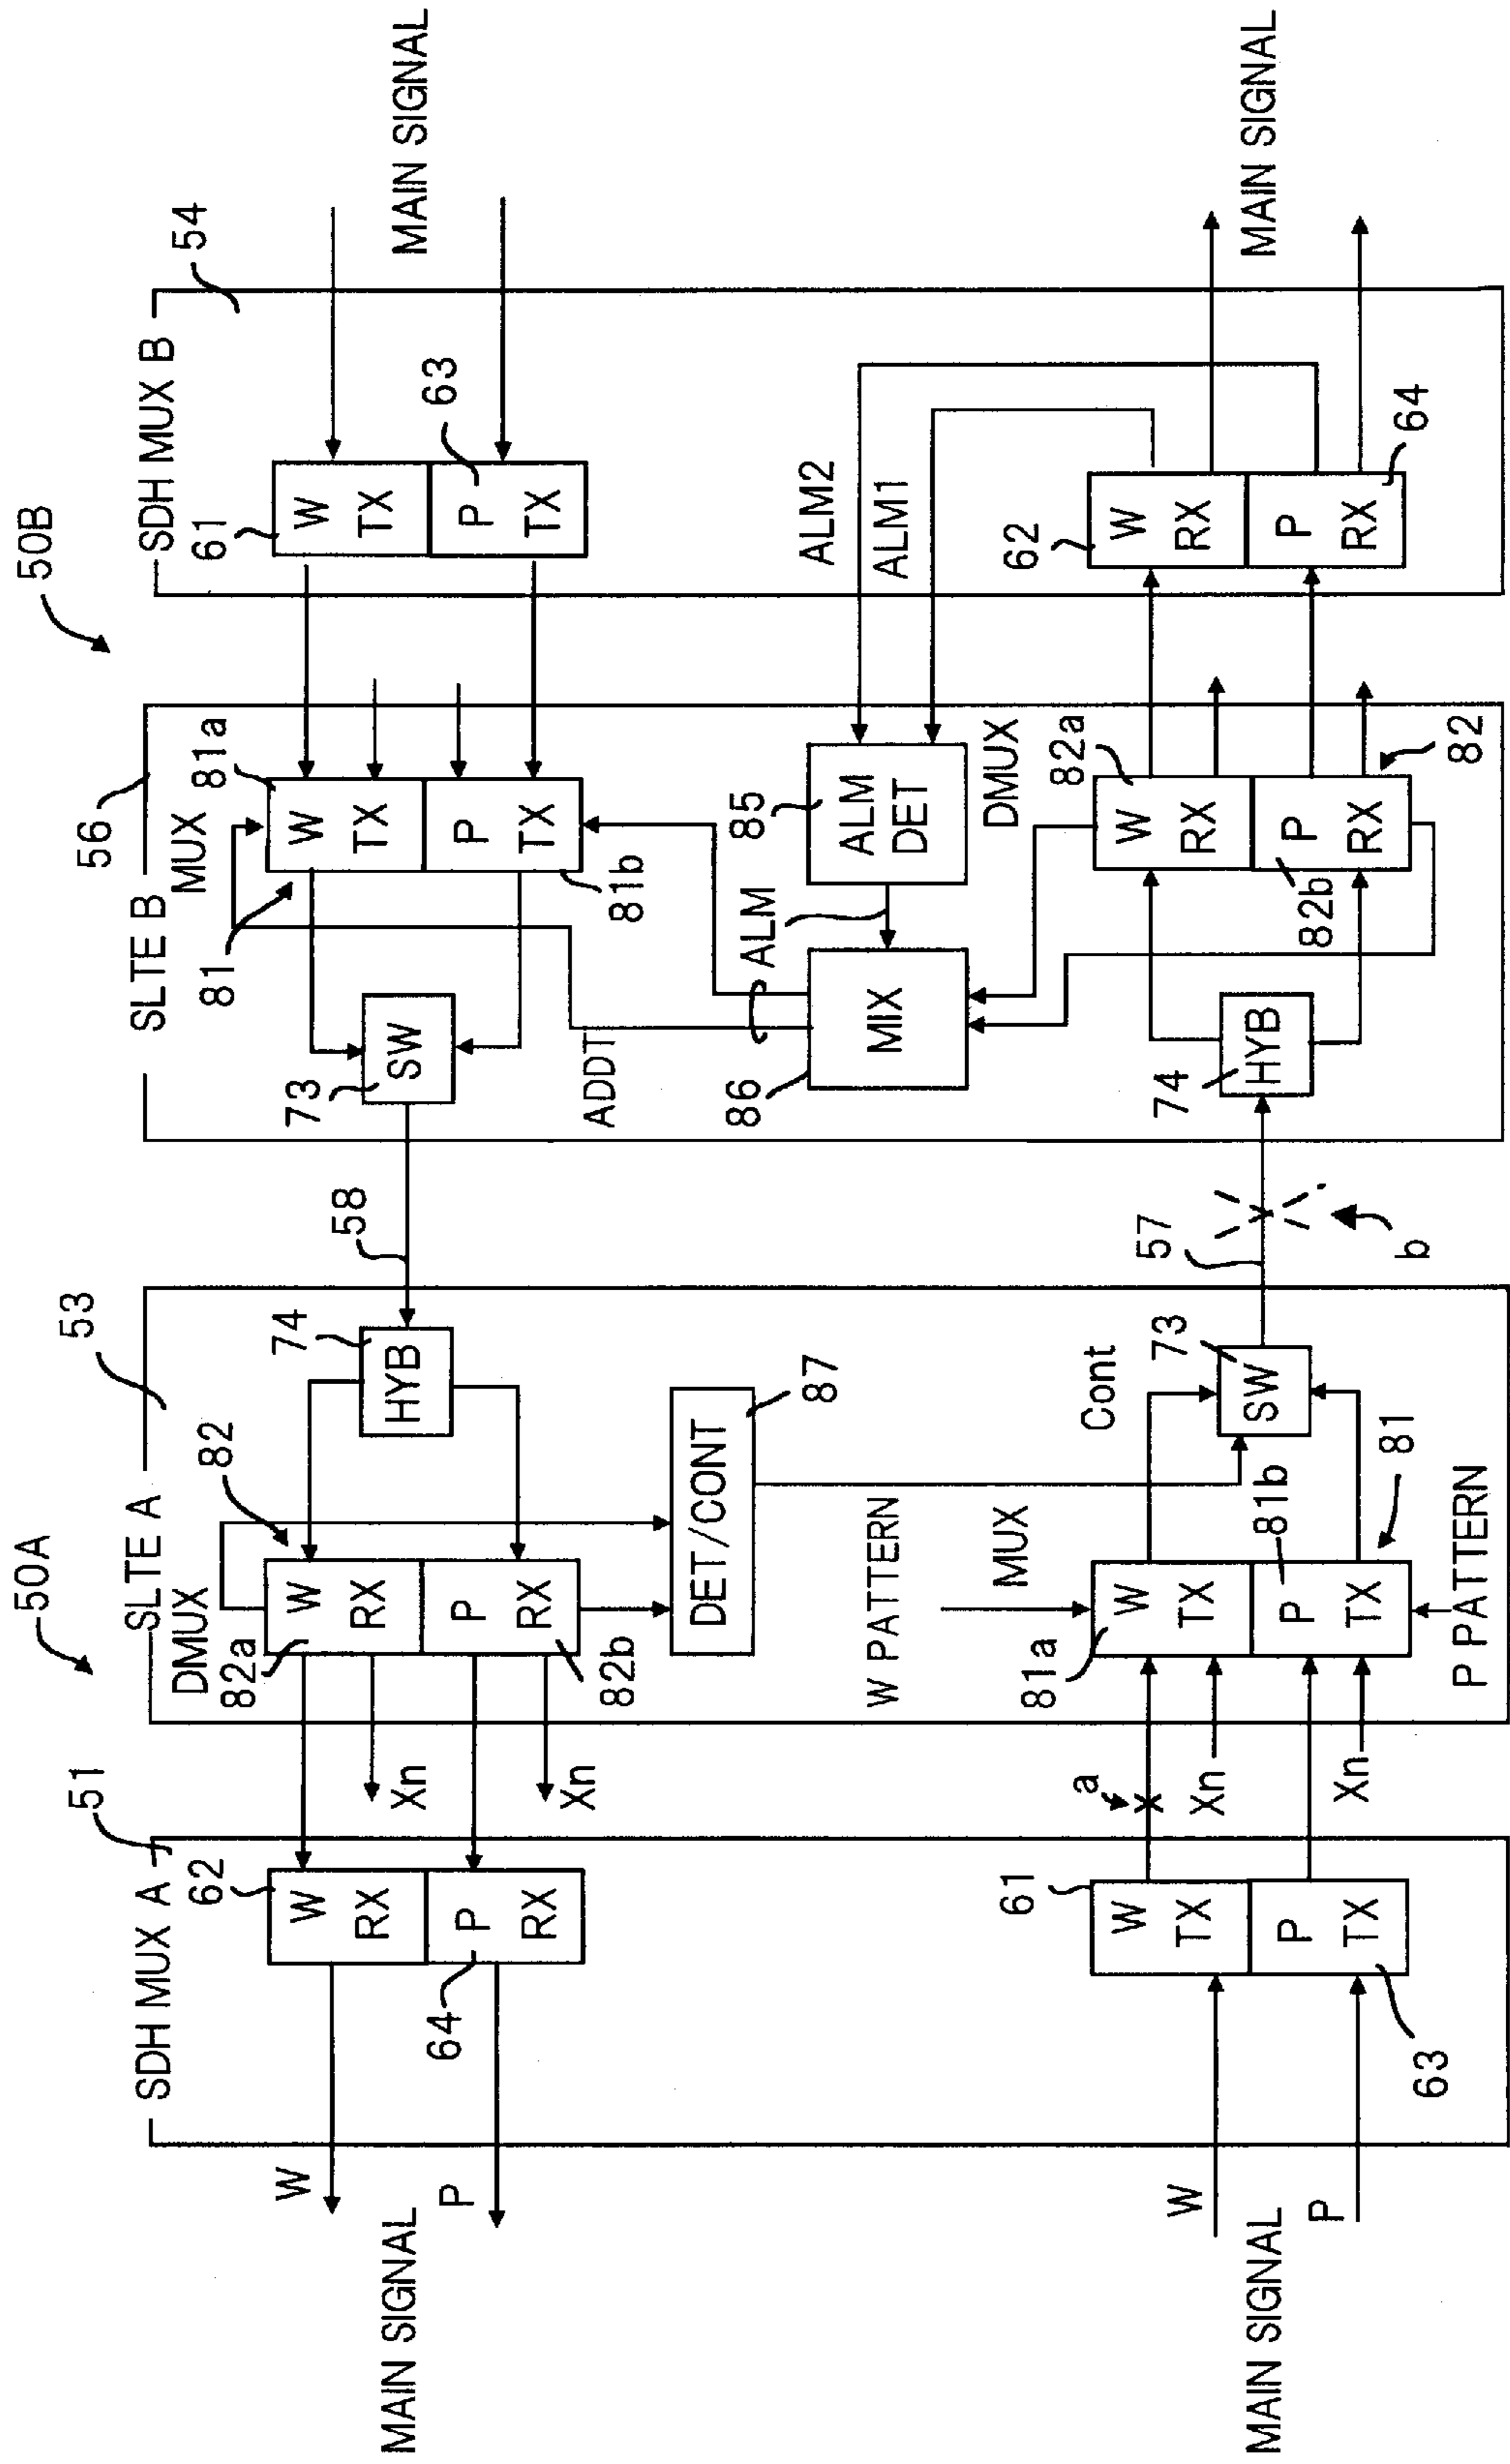 50A
50B
SDH MUX A
51
SLTE A
53
SLTE B
56
SDH MUX B
54
MAIN SIGNAL
W
P
62
W
RX
P
RX
64
Xn
Xn
DMUX
82a
82
W
RX
P
RX
82b
74
HYB
58
73
SW
81
MUX
81a
W
TX
P
TX
81b
61
W
TX
P
TX
63
MAIN SIGNAL
DET/CONT
87
ADDT
ALM
86
MIX
85
ALM
DET
ALM2
ALM1
MAIN SIGNAL
W
P
61
W
TX
P
TX
63
a
Xn
Xn
W PATTERN
MUX
81a
W
TX
P
TX
81b
81
P PATTERN
Cont
73
SW
57
b
74
HYB
DMUX
82a
W
RX
P
RX
82b
82
62
W
RX
P
RX
64
MAIN SIGNAL